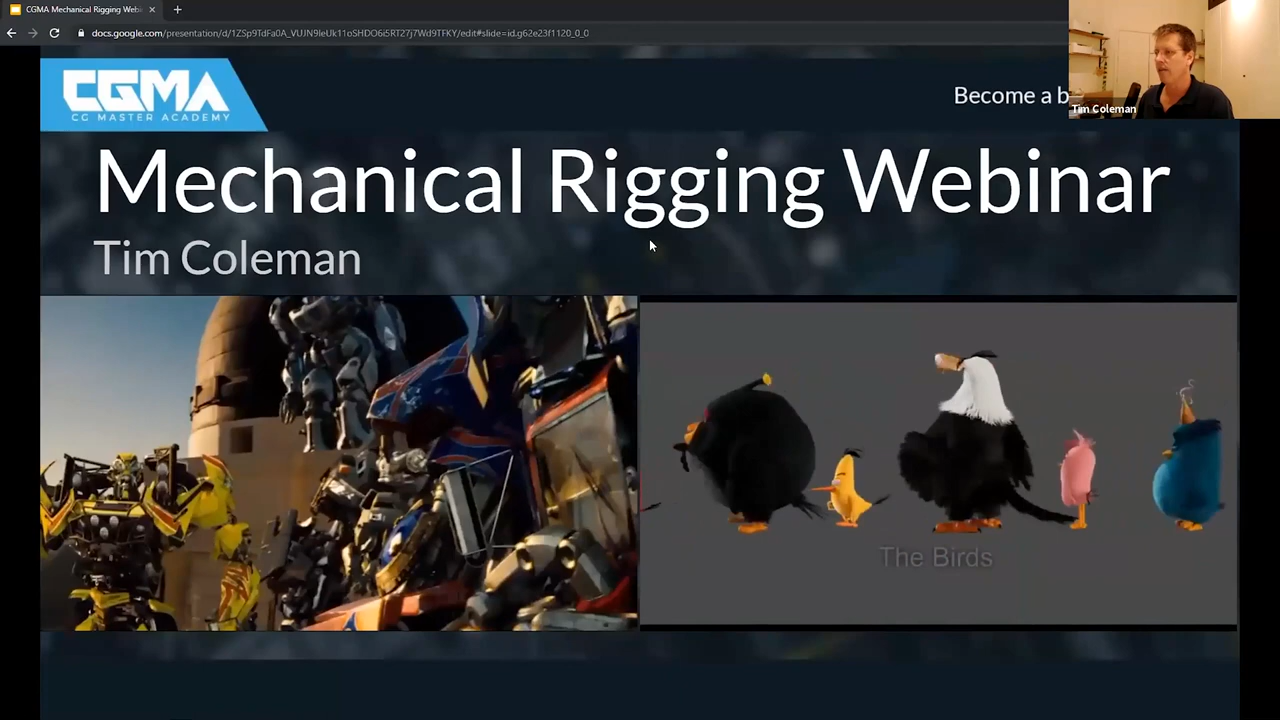 CGMA Mechanical Rigging Webi
docs.google.com/presentation/d/1ZSp9TdFa0A_VUJN9leUk11oSHDO6i5RT27j7Wd9TFKY/edit#slide=id.g62e23f1120_0_0
CGMA
CG MASTER ACADEMY
Become a b
Tim Coleman
Mechanical Rigging Webinar
Tim Coleman
The Birds